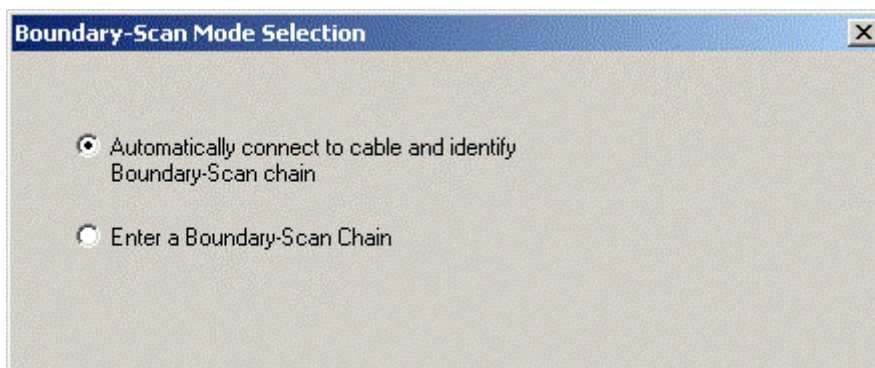 Boundary-Scan Mode Selection
Automatically connect to cable and identify
Boundary-Scan chain
Enter a Boundary-Scan Chain